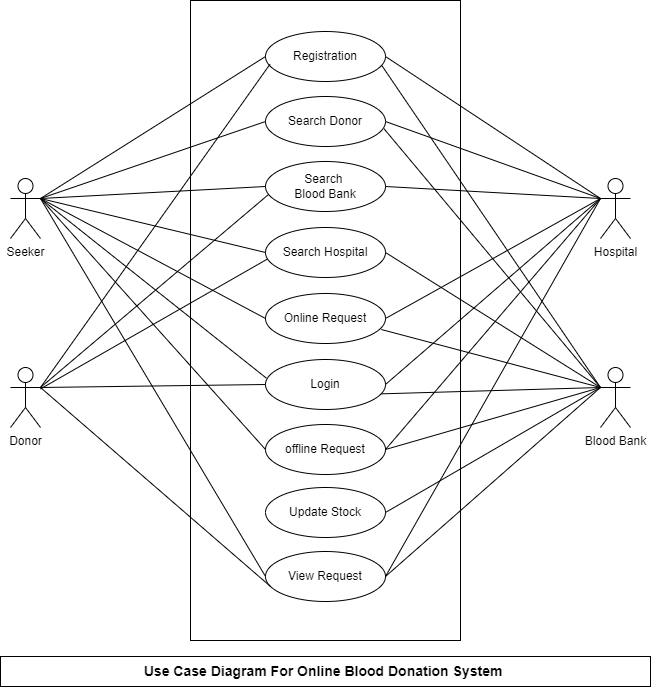 Registration
Search Donor
Search
Blood Bank
Seeker
Search Hospital
Hospital
Online Request
Login
Donor
offline Request
Blood Bank
Update Stock
View Request
Use Case Diagram For Online Blood Donation System